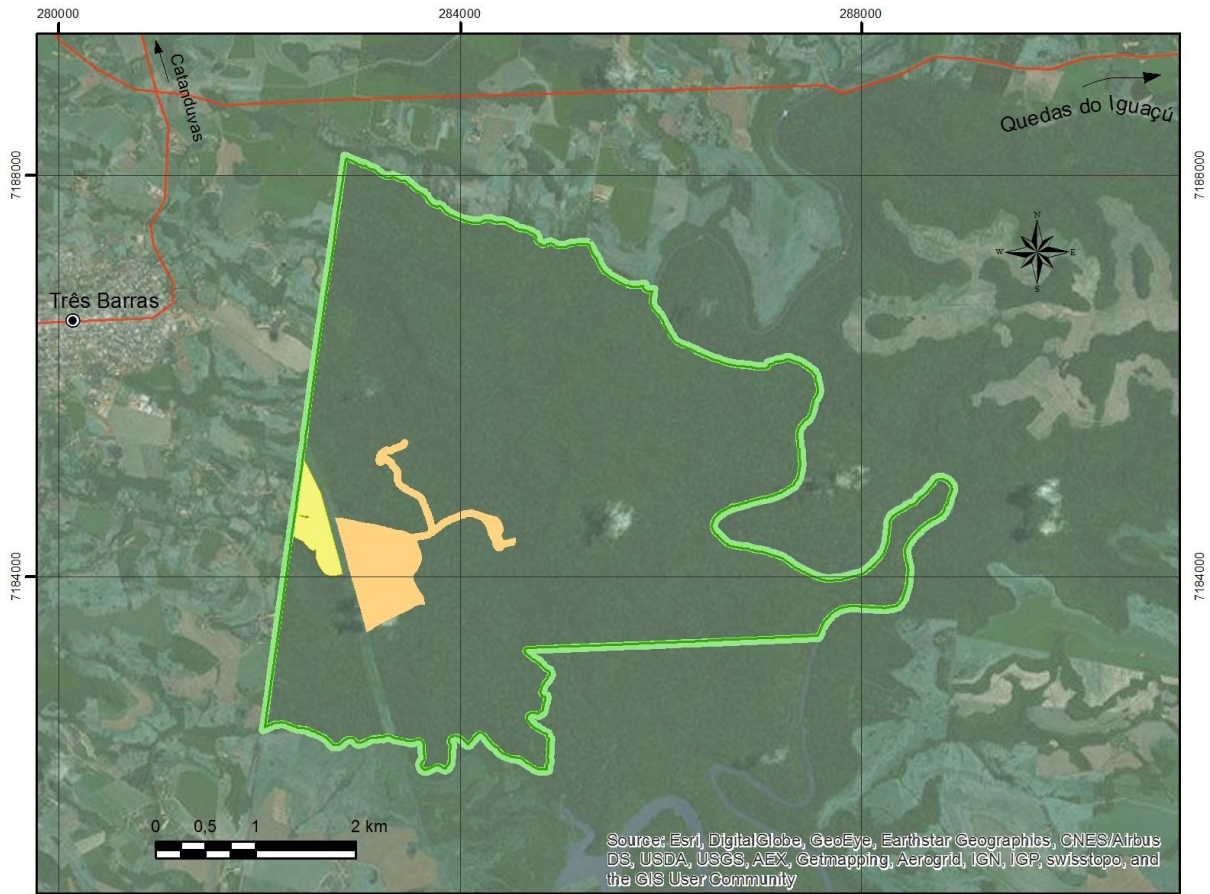 280000
284000
288000
Catanduvas
Quedas do Iguaçú
7188000
7188000
N
W
E
S
Três Barras
7184000
7184000
0
0,5
1
2 km
Source: Esri, DigitalGlobe, GeoEye, Earthstar Geographics, CNES/Airbus
DS, USDA, USGS, AEX, Getmapping, Aerogrid, IGN, IGP, swisstopo, and
the GIS User Community